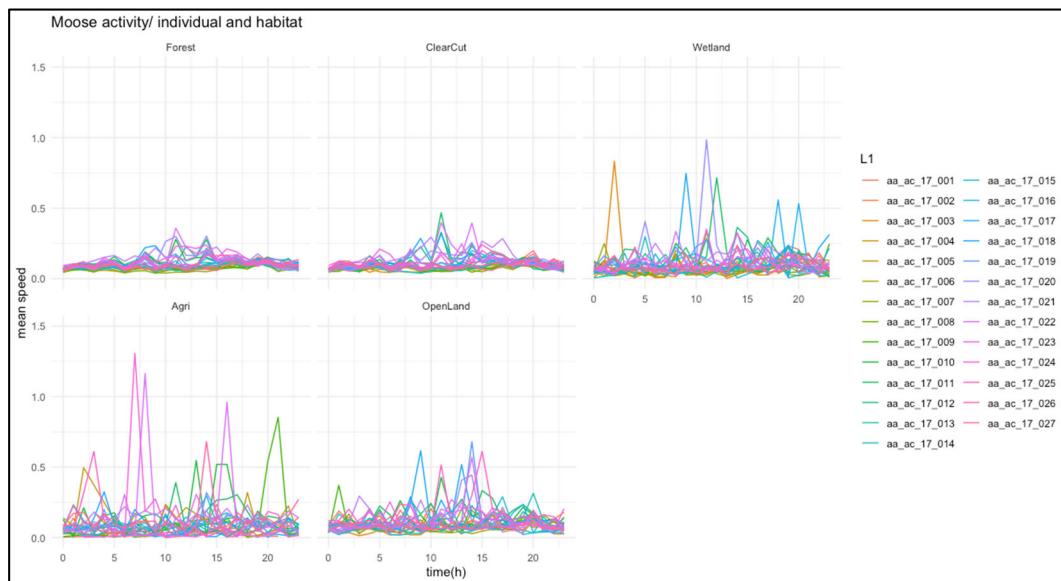 Moose activity/ individual and habitat
Forest
ClearCut
Wetland
1.5
1.0
0.5
0.0
0
5
10
15
20
Agri
OpenLand
1.5
1.0
0.5
0.0
0
5
10
15
20
0
5
10
15
20
mean speed
time(h)
L1
aa_ac_17_001
aa_ac_17_002
aa_ac_17_003
aa_ac_17_004
aa_ac_17_005
aa_ac_17_006
aa_ac_17_007
aa_ac_17_008
aa_ac_17_009
aa_ac_17_010
aa_ac_17_011
aa_ac_17_012
aa_ac_17_013
aa_ac_17_014
aa_ac_17_015
aa_ac_17_016
aa_ac_17_017
aa_ac_17_018
aa_ac_17_019
aa_ac_17_020
aa_ac_17_021
aa_ac_17_022
aa_ac_17_023
aa_ac_17_024
aa_ac_17_025
aa_ac_17_026
aa_ac_17_027